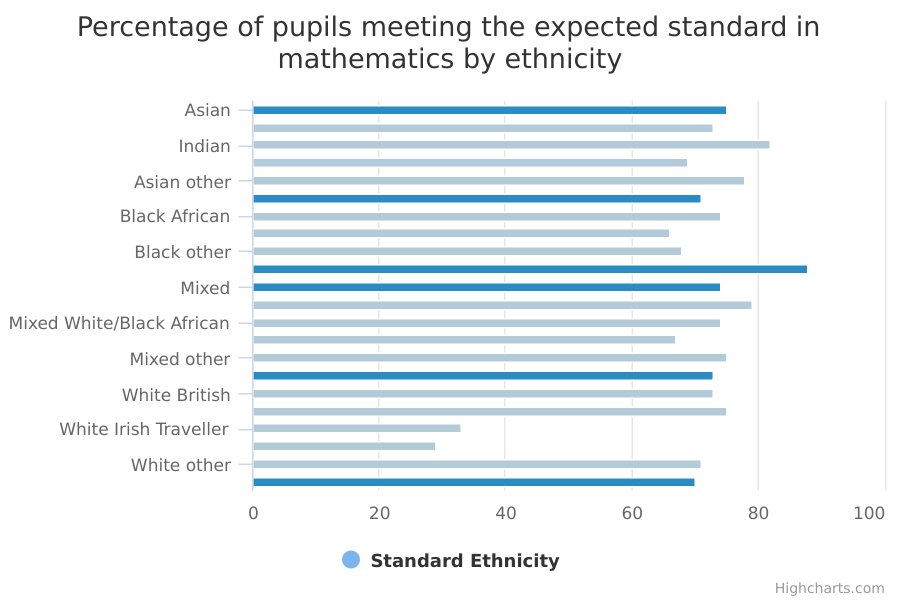 Percentage of pupils meeting the expected standard in
mathematics by ethnicity
Asian
Indian
Asian other
Black African
Black other
Mixed
Mixed White/Black African
Mixed other
White British
White Irish Traveller
White other
0 20 40 60 80 100
Standard Ethnicity
Highcharts.com